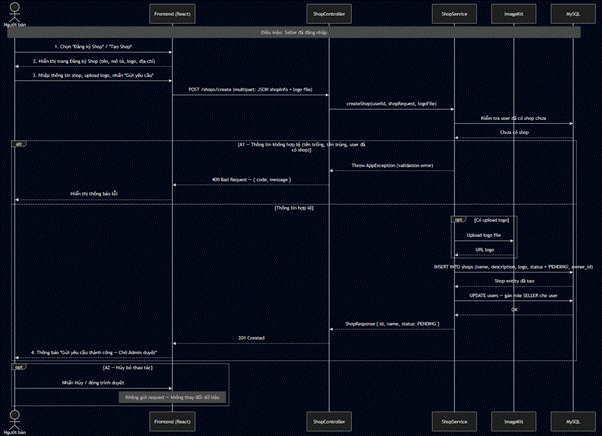 Người bán
Frontend (React)
ShopController
ShopService
ImageKit
MySQL
Điều kiện: Seller đã đăng nhập
1. Chọn "Đăng ký Shop" / "Tạo Shop"
2. Hiển thị trang Đăng ký Shop (tên, mô tả, logo, địa chỉ)
3. Nhập thông tin shop, upload logo, nhấn "Gửi yêu cầu"
POST /shops/create (multipart: JSON shopInfo + logo file)
createShop(userId, shopRequest, logoFile)
Kiểm tra user đã có shop chưa
Chưa có shop
alt
[A1 – Thông tin không hợp lệ (tên trống, tên trùng, user đã
có shop)]
Throw AppException (validation error)
400 Bad Request – { code, message }
Hiển thị thông báo lỗi
[Thông tin hợp lệ]
opt
[Có upload logo]
Upload logo file
URL logo
INSERT INTO shops (name, description, logo, status = 'PENDING', owner_id)
Shop entity đã tạo
UPDATE users – gán role SELLER cho user
OK
ShopResponse { id, name, status: PENDING }
201 Created
4. Thông báo "Gửi yêu cầu thành công – Chờ Admin duyệt"
opt
[A2 – Hủy bỏ thao tác]
Nhấn Hủy / đóng trình duyệt
Không gửi request – không thay đổi dữ liệu
Người bán
Frontend (React)
ShopController
ShopService
ImageKit
MySQL